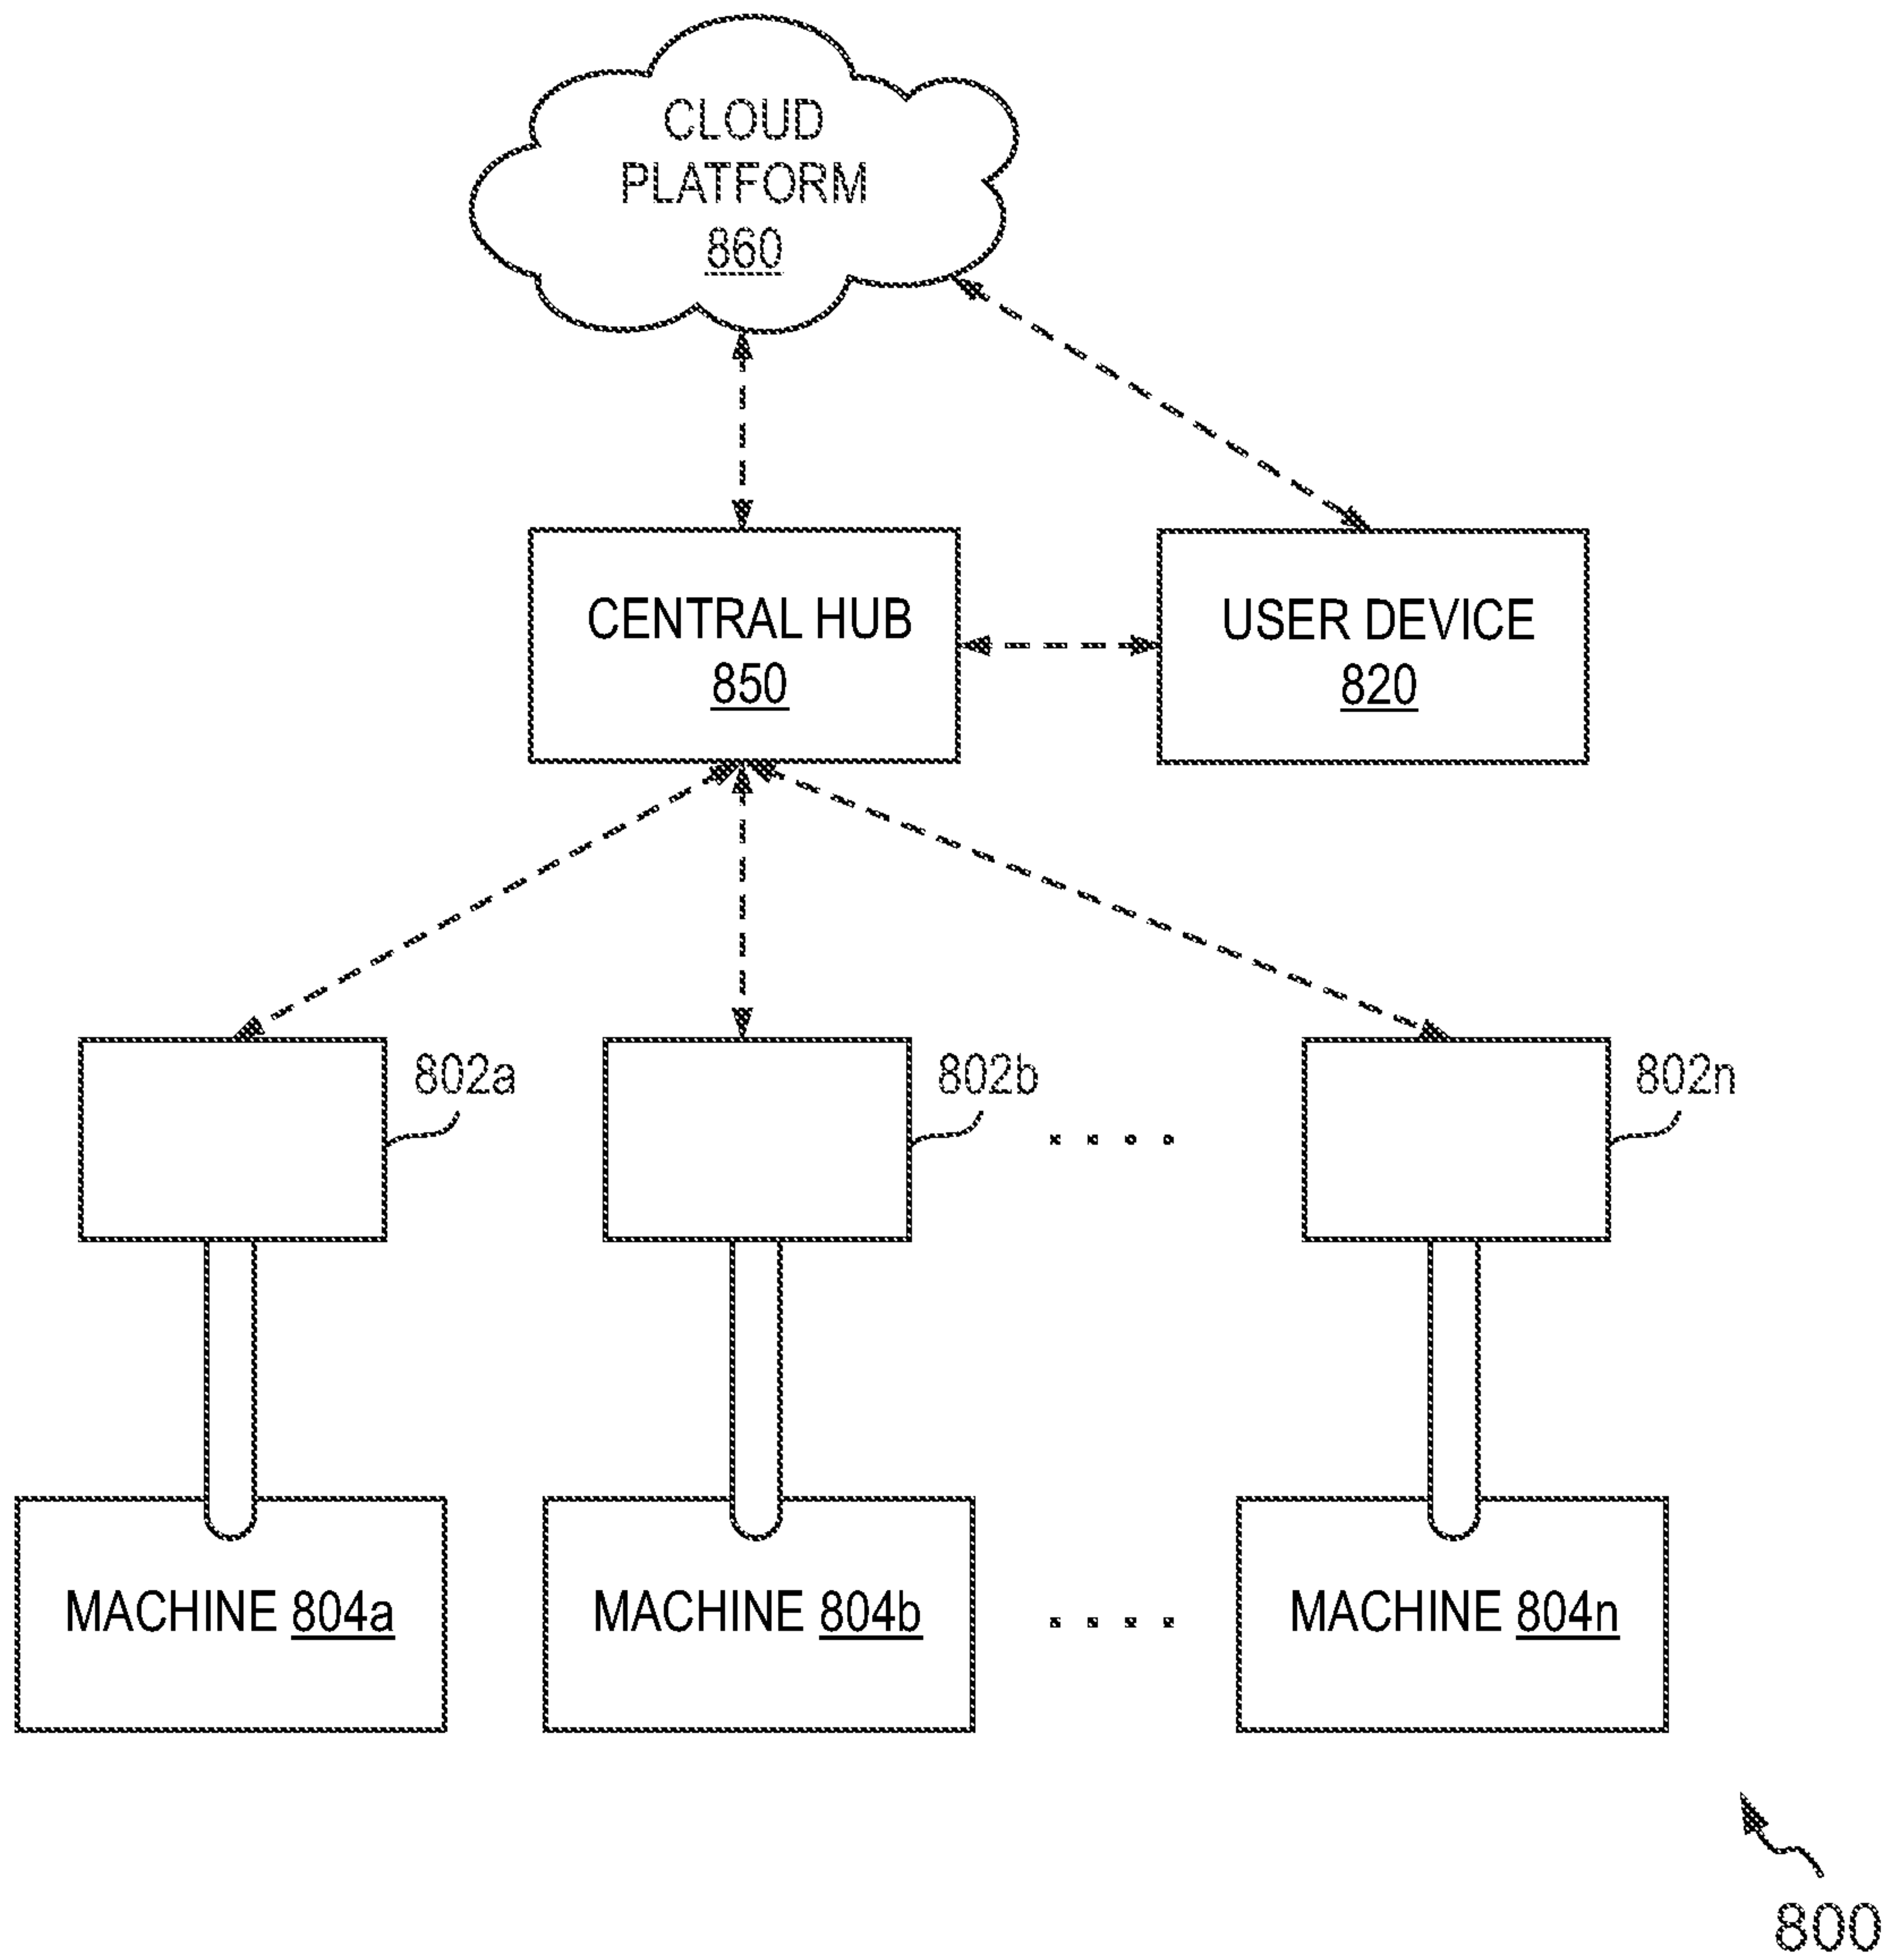 CLOUD
PLATFORM
860
CENTRAL HUB
850
USER DEVICE
820
802a
802b
802n
MACHINE 804a
MACHINE 804b
MACHINE 804n
800